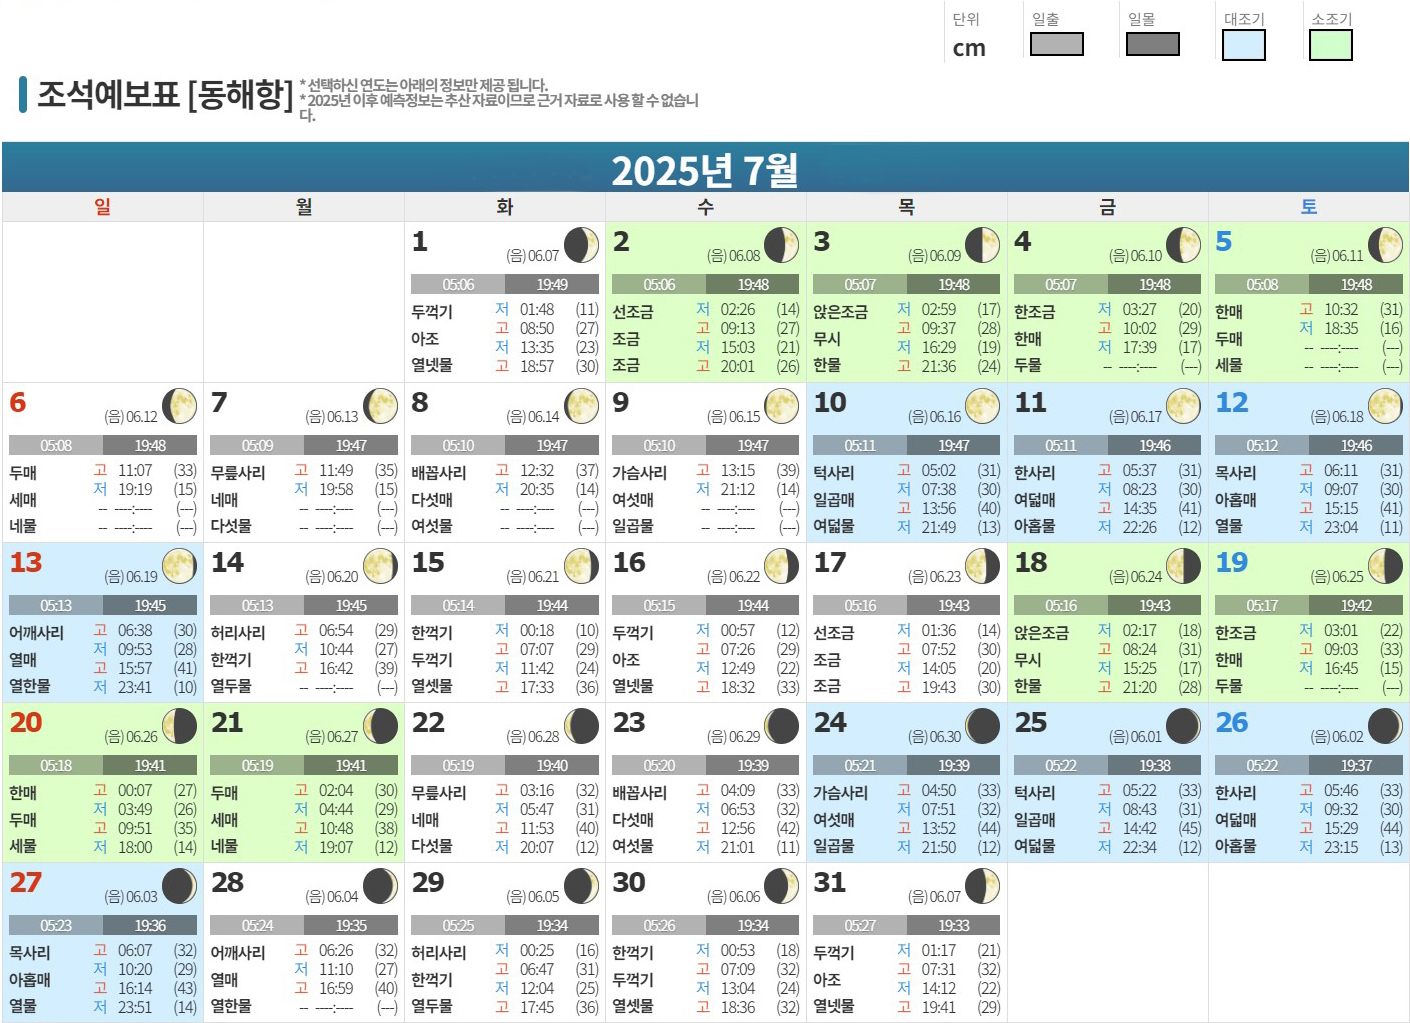 단위 일출 일몰 대조기 소조기
cm
조석예보표 [동해항]
* 선택하신 연도는 아래의 정보만 제공 됩니다.
* 2025년 이후 예측정보는 추산 자료이므로 근거 자료로 사용 할 수 없습니
다.
2025년 7월
일 월 화 수 목 금 토
1 (음) 06.07
05:06 19:49
두꺽기 아조 열넷물
저 01:48 (11)
고 08:50 (27)
저 13:35 (23)
고 18:57 (30)
2 (음) 06.08
05:06 19:48
선조금 조금 조금
저 02:26 (14)
고 09:13 (27)
저 15:03 (21)
고 20:01 (26)
3 (음) 06.09
05:07 19:48
앉은조금 무시 한물
저 02:59 (17)
고 09:37 (28)
저 16:29 (19)
고 21:36 (24)
4 (음) 06.10
05:07 19:48
한조금 한매 두물
저 03:27 (20)
고 10:02 (29)
저 17:39 (17)
-- ----:---- (---)
5 (음) 06.11
05:08 19:48
한매 두매 세물
고 10:32 (31)
저 18:35 (16)
-- ----:---- (---)
-- ----:---- (---)
6 (음) 06.12
05:08 19:48
두매 세매 네물
고 11:07 (33)
저 19:19 (15)
-- ----:---- (---)
-- ----:---- (---)
7 (음) 06.13
05:09 19:47
무릎사리 네매 다섯물
고 11:49 (35)
저 19:58 (15)
-- ----:---- (---)
-- ----:---- (---)
8 (음) 06.14
05:10 19:47
배꼽사리 다섯매 여섯물
고 12:32 (37)
저 20:35 (14)
-- ----:---- (---)
-- ----:---- (---)
9 (음) 06.15
05:10 19:47
가슴사리 여섯매 일곱물
고 13:15 (39)
저 21:12 (14)
-- ----:---- (---)
-- ----:---- (---)
10 (음) 06.16
05:11 19:47
턱사리 일곱매 여덟물
고 05:02 (31)
저 07:38 (30)
고 13:56 (40)
저 21:49 (13)
11 (음) 06.17
05:11 19:46
한사리 여덟매 아홉물
고 05:37 (31)
저 08:23 (30)
고 14:35 (41)
저 22:26 (12)
12 (음) 06.18
05:12 19:46
목사리 아홉매 열물
고 06:11 (31)
저 09:07 (30)
고 15:15 (41)
저 23:04 (11)
13 (음) 06.19
05:13 19:45
어깨사리 열매 열한물
고 06:38 (30)
저 09:53 (28)
고 15:57 (41)
저 23:41 (10)
14 (음) 06.20
05:13 19:45
허리사리 한꺽기 열두물
고 06:54 (29)
저 10:44 (27)
고 16:42 (39)
-- ----:---- (---)
15 (음) 06.21
05:14 19:44
한꺽기 두꺽기 열셋물
저 00:18 (10)
고 07:07 (29)
저 11:42 (24)
고 17:33 (36)
16 (음) 06.22
05:15 19:44
두꺽기 아조 열넷물
저 00:57 (12)
고 07:26 (29)
저 12:49 (22)
고 18:32 (33)
17 (음) 06.23
05:16 19:43
선조금 조금 조금
저 01:36 (14)
고 07:52 (30)
저 14:05 (20)
고 19:43 (30)
18 (음) 06.24
05:16 19:43
앉은조금 무시 한물
저 02:17 (18)
고 08:24 (31)
저 15:25 (17)
고 21:20 (28)
19 (음) 06.25
05:17 19:42
한조금 한매 두물
저 03:01 (22)
고 09:03 (33)
저 16:45 (15)
-- ----:---- (---)
20 (음) 06.26
05:18 19:41
한매 두매 세물
고 00:07 (27)
저 03:49 (26)
고 09:51 (35)
저 18:00 (14)
21 (음) 06.27
05:19 19:41
두매 세매 네물
고 02:04 (30)
저 04:44 (29)
고 10:48 (38)
저 19:07 (12)
22 (음) 06.28
05:19 19:40
무릎사리 네매 다섯물
고 03:16 (32)
저 05:47 (31)
고 11:53 (40)
저 20:07 (12)
23 (음) 06.29
05:20 19:39
배꼽사리 다섯매 여섯물
고 04:09 (33)
저 06:53 (32)
고 12:56 (42)
저 21:01 (11)
24 (음) 06.30
05:21 19:39
가슴사리 여섯매 일곱물
고 04:50 (33)
저 07:51 (32)
고 13:52 (44)
저 21:50 (12)
25 (음) 06.01
05:22 19:38
턱사리 일곱매 여덟물
고 05:22 (33)
저 08:43 (31)
고 14:42 (45)
저 22:34 (12)
26 (음) 06.02
05:22 19:37
한사리 여덟매 아홉물
고 05:46 (33)
저 09:32 (30)
고 15:29 (44)
저 23:15 (13)
27 (음) 06.03
05:23 19:36
목사리 아홉매 열물
고 06:07 (32)
저 10:20 (29)
고 16:14 (43)
저 23:51 (14)
28 (음) 06.04
05:24 19:35
어깨사리 열매 열한물
고 06:26 (32)
저 11:10 (27)
고 16:59 (40)
-- ----:---- (---)
29 (음) 06.05
05:25 19:34
허리사리 한꺽기 열두물
저 00:25 (16)
고 06:47 (31)
저 12:04 (25)
고 17:45 (36)
30 (음) 06.06
05:26 19:34
한꺽기 두꺽기 열셋물
저 00:53 (18)
고 07:09 (32)
저 13:04 (24)
고 18:36 (32)
31 (음) 06.07
05:27 19:33
두꺽기 아조 열넷물
저 01:17 (21)
고 07:31 (32)
저 14:12 (22)
고 19:41 (29)